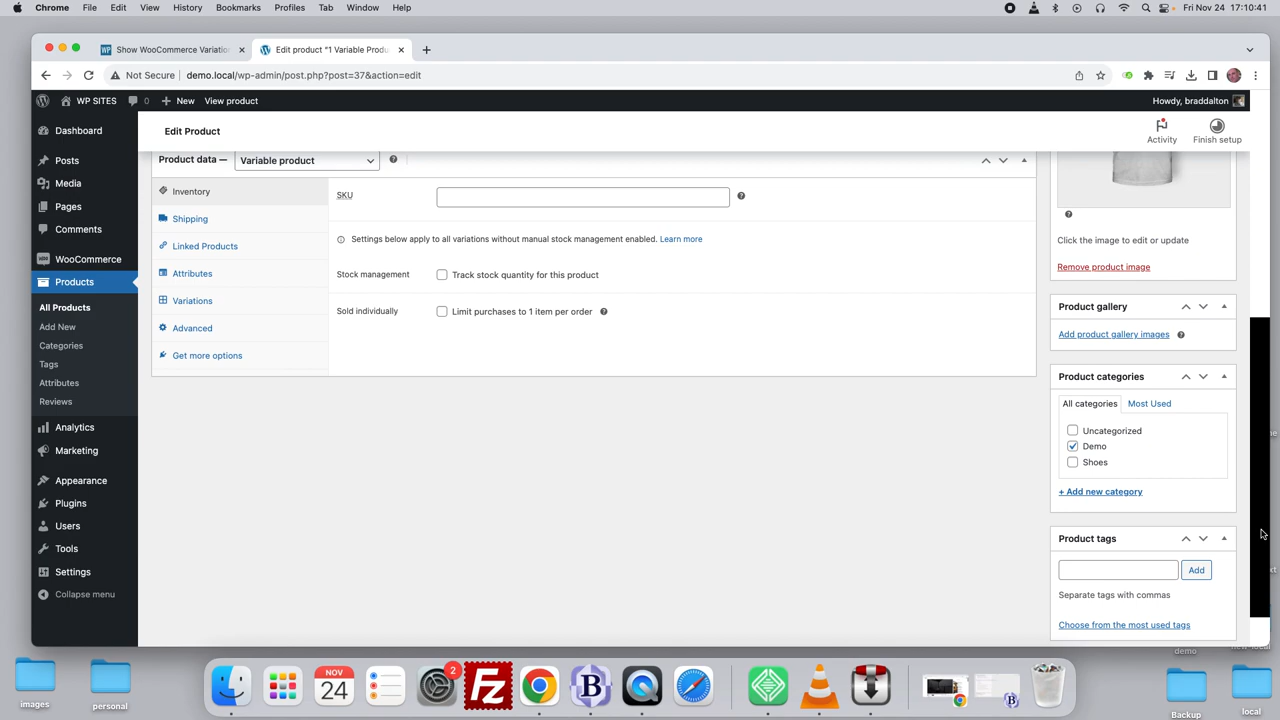 Chrome File Edit View History Bookmarks Profiles Tab Window Help Fri Nov 24 17:10:41
Show WooCommerce Variatio Edit product "1 Variable Produ
Not Secure demo.local/wp-admin/post.php?post=37&action=edit
WP SITES 0 New View product Howdy, braddalton
Edit Product
Activity
Finish setup
Dashboard
Posts
Media
Pages
Comments
WooCommerce
Products
All Products
Add New
Categories
Tags
Attributes
Reviews
Analytics
Marketing
Appearance
Plugins
Users
Tools
Settings
Collapse menu
Product data — Variable product
Inventory
Shipping
Linked Products
Attributes
Variations
Advanced
Get more options
SKU
Settings below apply to all variations without manual stock management enabled. Learn more
Stock management Track stock quantity for this product
Sold individually Limit purchases to 1 item per order
Click the image to edit or update
Remove product image
Product gallery
Add product gallery images
Product categories
All categories Most Used
Uncategorized
Demo
Shoes
+ Add new category
Product tags
Add
Separate tags with commas
Choose from the most used tags
demo
images
personal
NOV
24
2
Backup
local